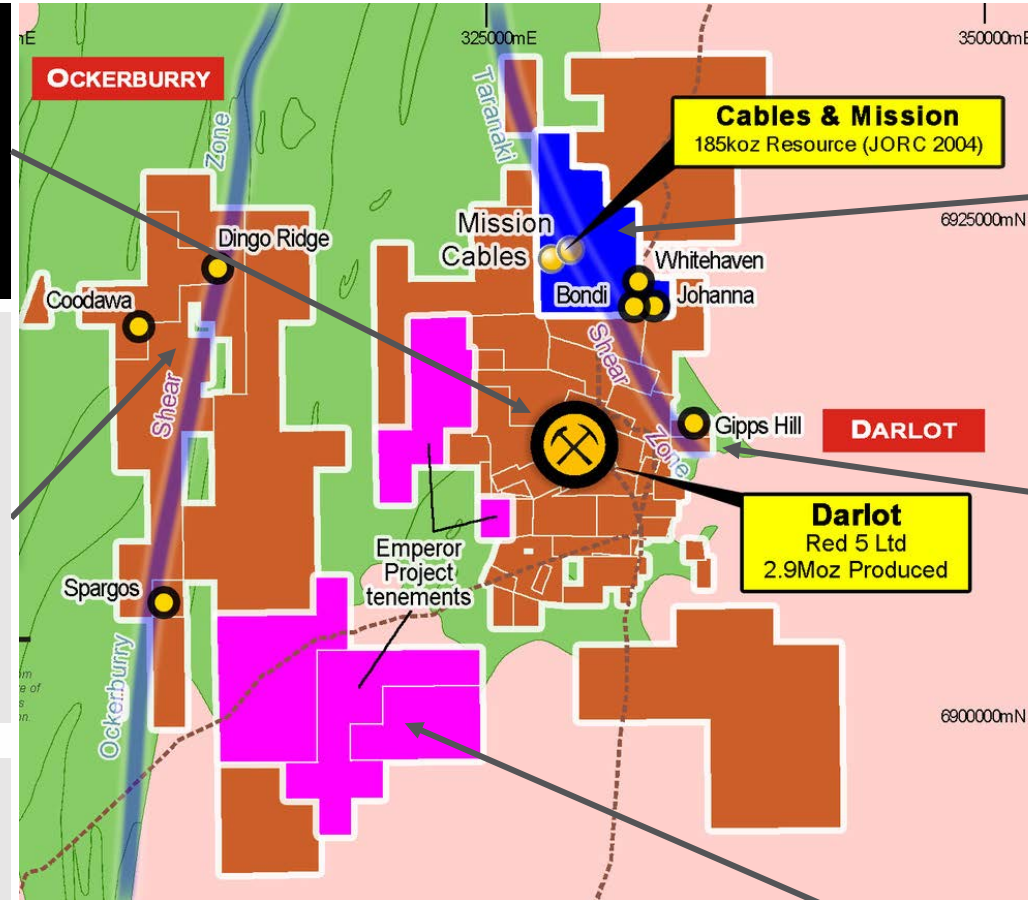 mE
325000mE
350000mE
OCKERBURRY
Taranaki
Zone
Cables & Mission
185koz Resource (JORC 2004)
6925000mN
Mission
Cables
Dingo Ridge
Whitehaven
Coodawa
Bondi
Johanna
Shear
Shear
Gipps Hill
DARLOT
Zone
Darlot
Red 5 Ltd
2.9Moz Produced
Emperor
Project
tenements
Spargos
Ockerburry
6900000mN